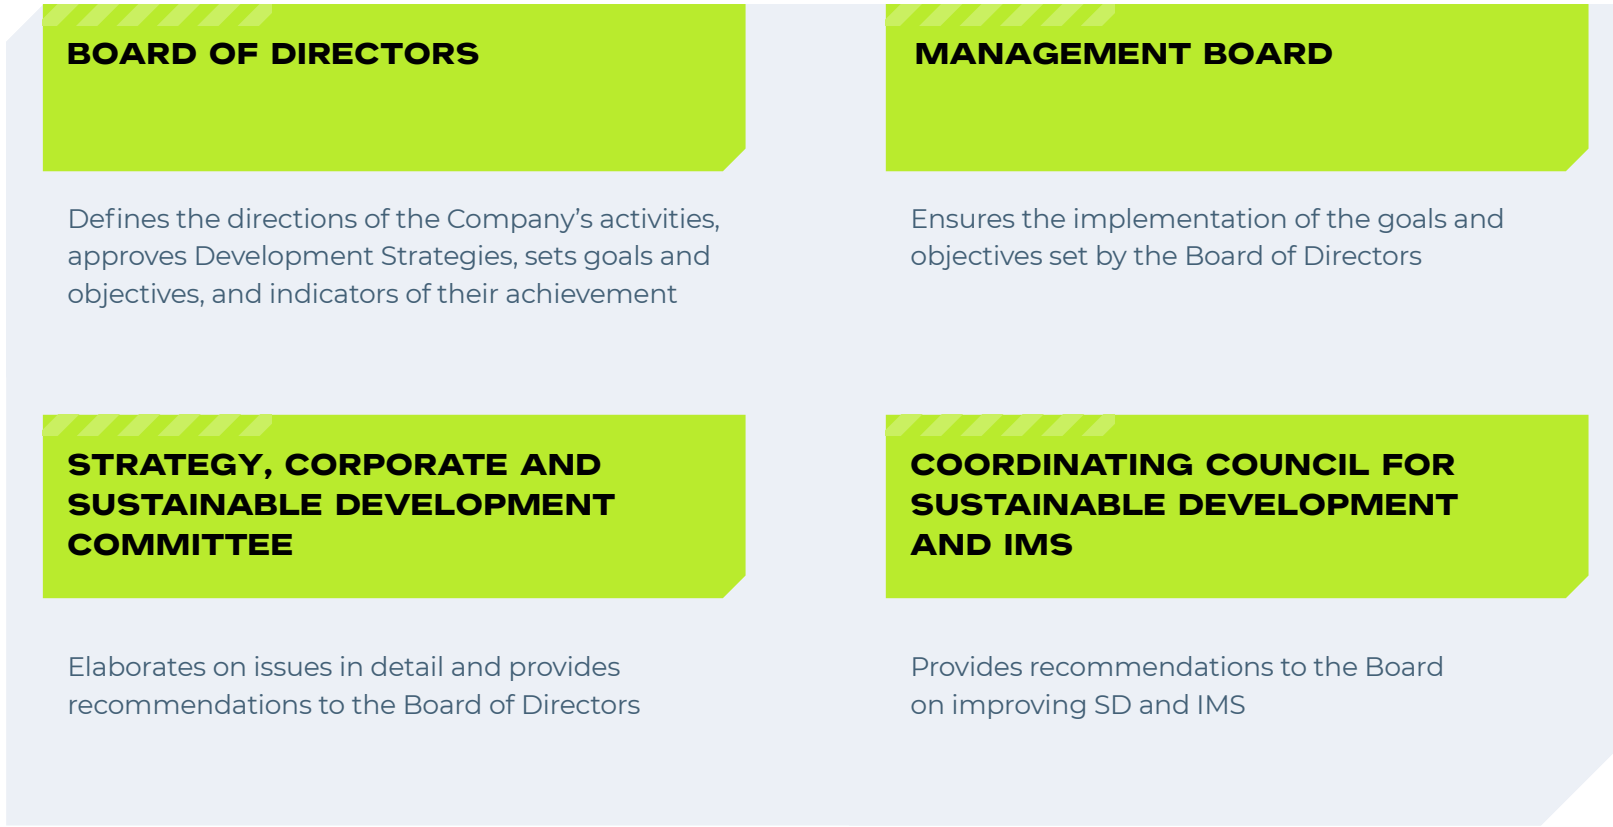 BOARD OF DIRECTORS
Defines the directions of the Company’s activities,
approves Development Strategies, sets goals and
objectives, and indicators of their achievement
MANAGEMENT BOARD
Ensures the implementation of the goals and
objectives set by the Board of Directors
STRATEGY, CORPORATE AND
SUSTAINABLE DEVELOPMENT
COMMITTEE
Elaborates on issues in detail and provides
recommendations to the Board of Directors
COORDINATING COUNCIL FOR
SUSTAINABLE DEVELOPMENT
AND IMS
Provides recommendations to the Board
on improving SD and IMS